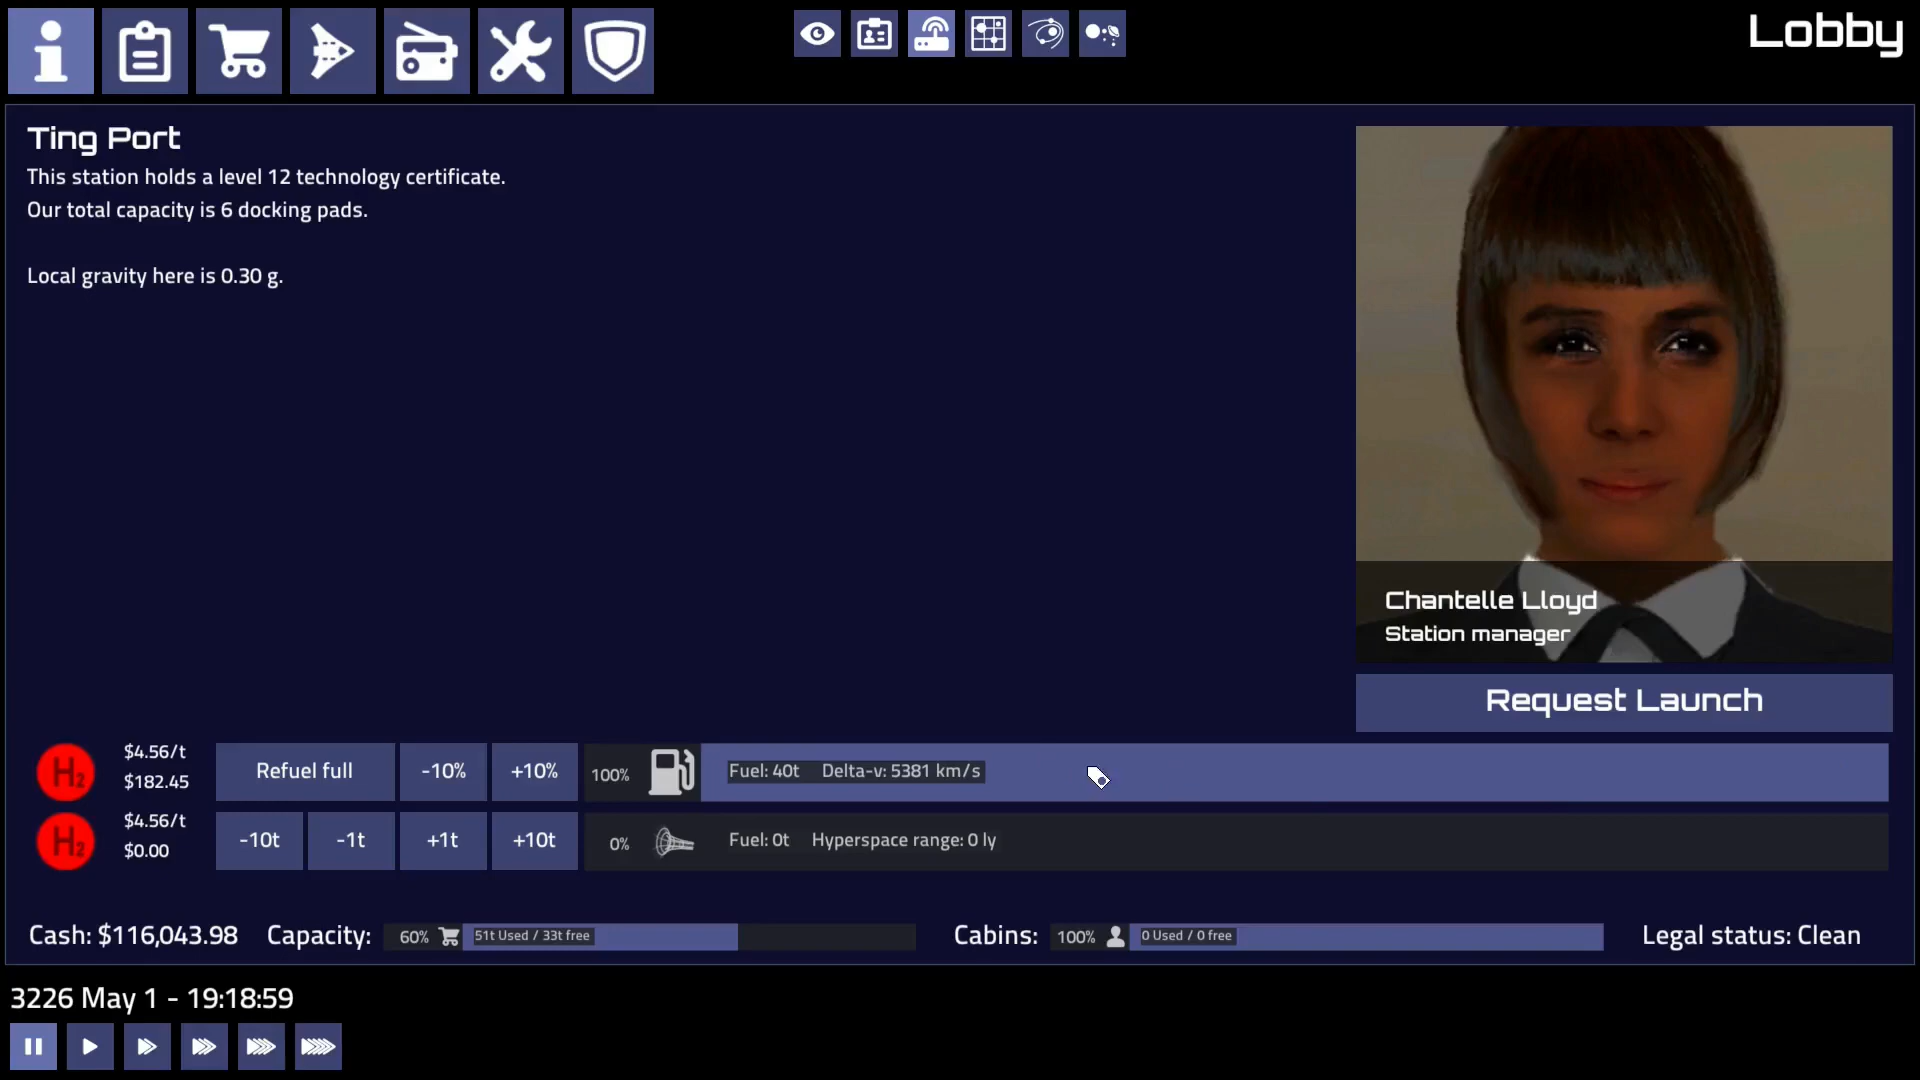 Lobby
Ting Port
This station holds a level 12 technology certificate.
Our total capacity is 6 docking pads.
Local gravity here is 0.30 g.
Chantelle Lloyd
Station manager
Request Launch
H₂
$4.56/t
$182.45
Refuel full
-10%
+10%
100%
Fuel: 40t Delta-v: 5381 km/s
H₂
$4.56/t
$0.00
-10t
-1t
+1t
+10t
0%
Fuel: 0t Hyperspace range: 0 ly
Cash: $116,043.98
Capacity:
60%
51t Used / 33t free
Cabins:
100%
0 Used / 0 free
Legal status: Clean
3226 May 1 - 19:18:59